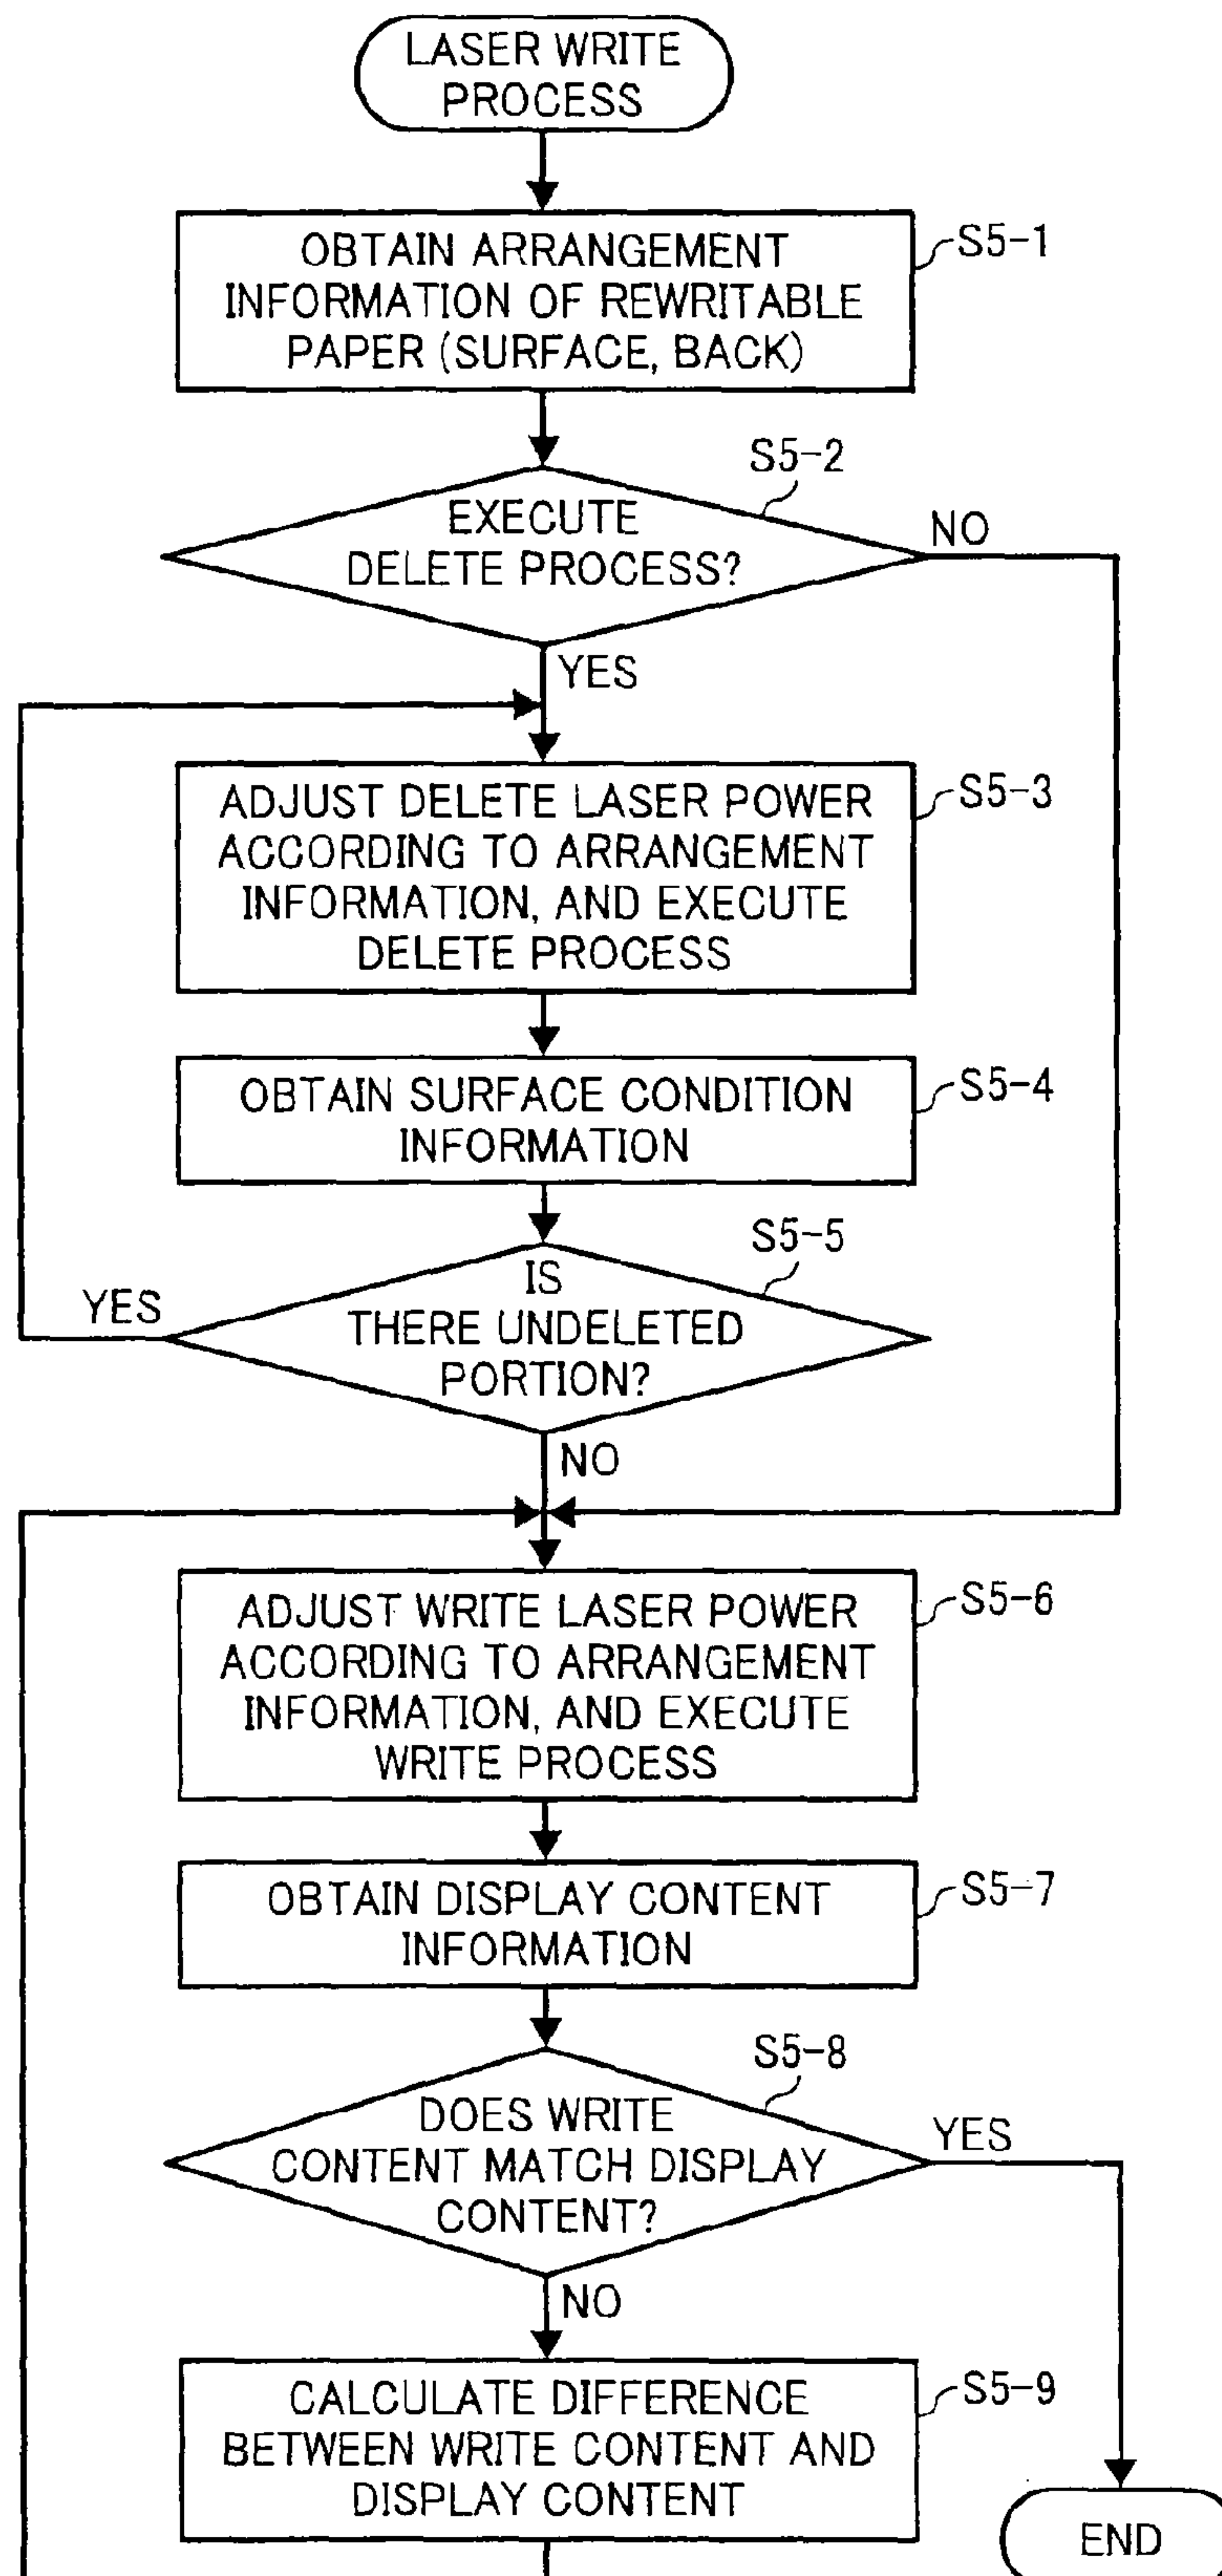 LASER WRITE
PROCESS
OBTAIN ARRANGEMENT
INFORMATION OF REWRITABLE
PAPER (SURFACE, BACK)
S5-1
S5-2
EXECUTE
DELETE PROCESS?
NO
YES
ADJUST DELETE LASER POWER
ACCORDING TO ARRANGEMENT
INFORMATION, AND EXECUTE
DELETE PROCESS
S5-3
OBTAIN SURFACE CONDITION
INFORMATION
S5-4
S5-5
IS
THERE UNDELETED
PORTION?
YES
NO
ADJUST WRITE LASER POWER
ACCORDING TO ARRANGEMENT
INFORMATION, AND EXECUTE
WRITE PROCESS
S5-6
OBTAIN DISPLAY CONTENT
INFORMATION
S5-7
S5-8
DOES WRITE
CONTENT MATCH DISPLAY
CONTENT?
YES
NO
CALCULATE DIFFERENCE
BETWEEN WRITE CONTENT AND
DISPLAY CONTENT
S5-9
END